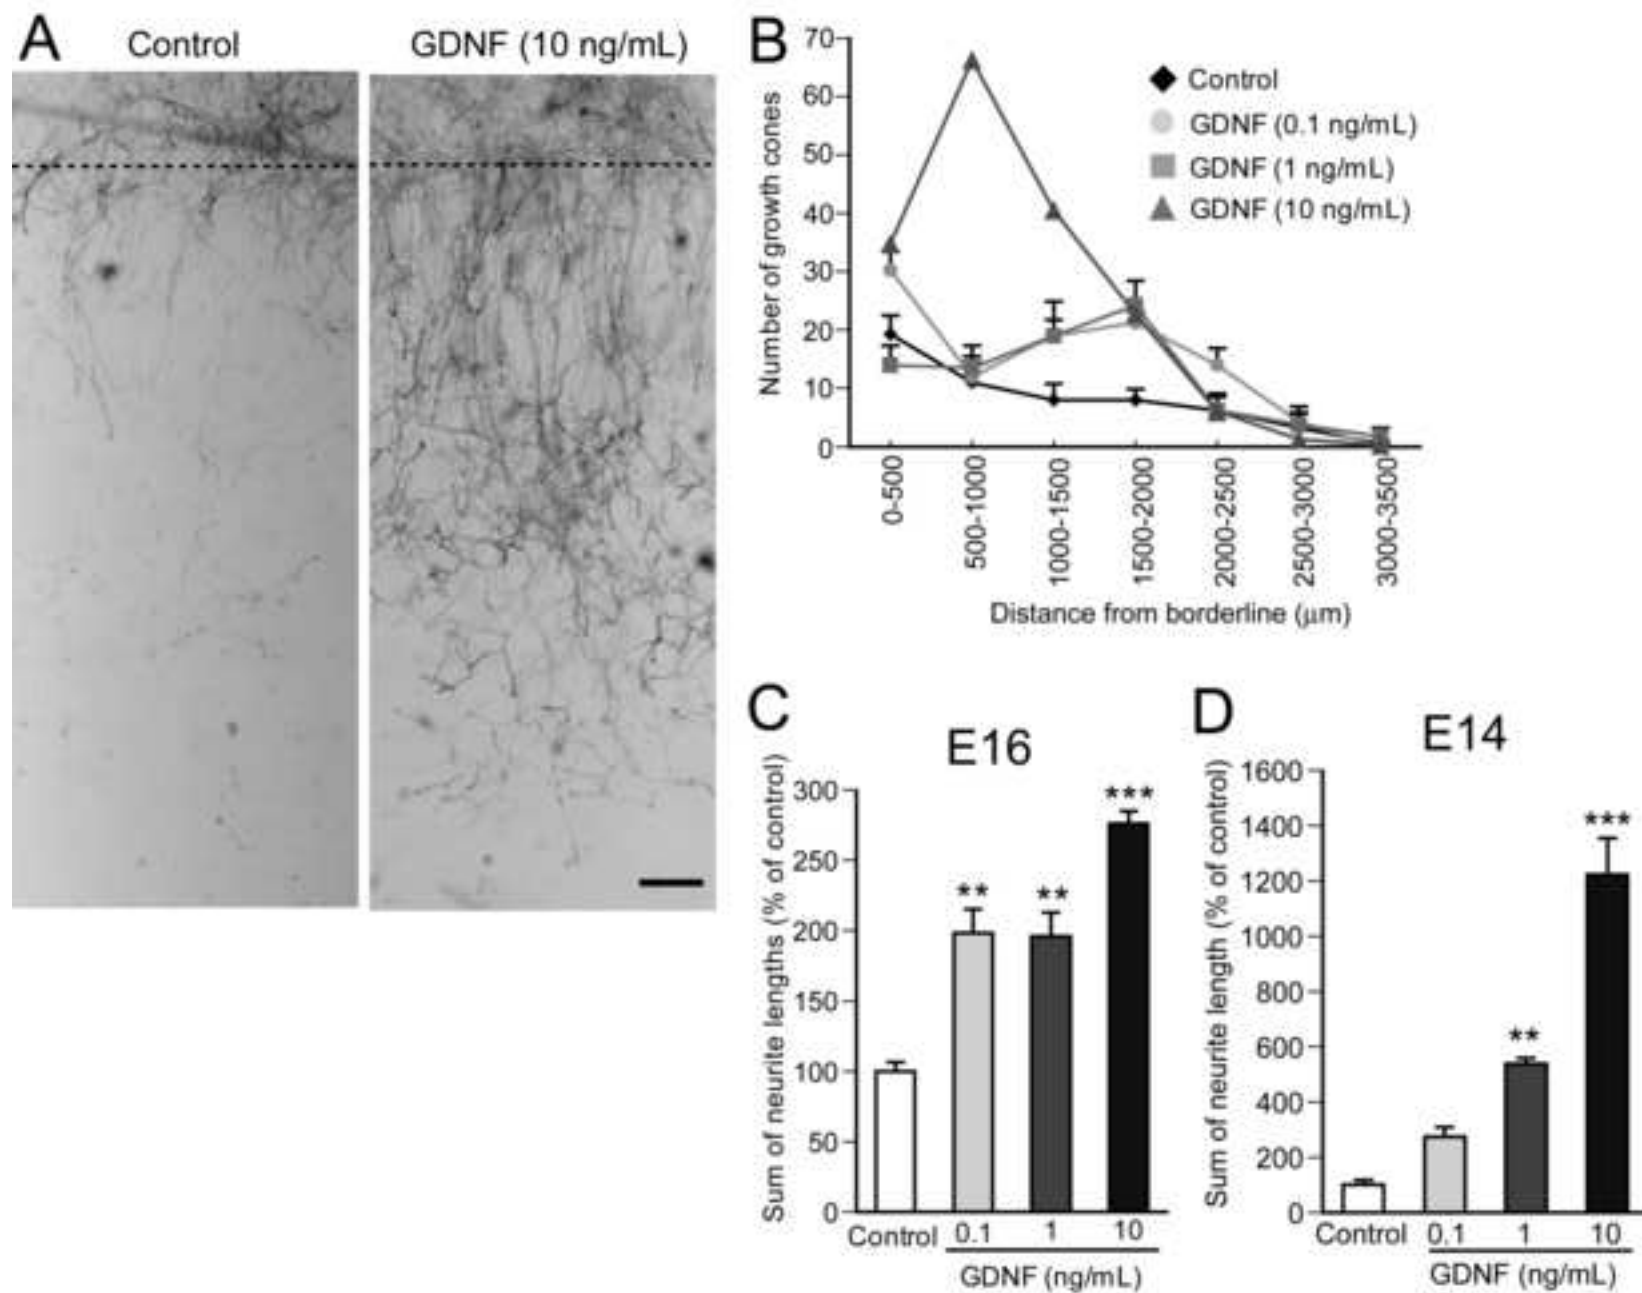 A
Control
GDNF (10 ng/mL)
B
Number of growth cones
70
60
50
40
30
20
10
0
Control
GDNF (0.1 ng/mL)
GDNF (1 ng/mL)
GDNF (10 ng/mL)
0-500
500-1000
1000-1500
1500-2000
2000-2500
2500-3000
3000-3500
Distance from borderline (μm)
C
E16
Sum of neurite lengths (% of control)
300
250
200
150
100
50
0
**
**
***
Control
0.1
1
10
GDNF (ng/mL)
D
E14
Sum of neurite length (% of control)
1600
1400
1200
1000
800
600
400
200
0
**
***
Control
0.1
1
10
GDNF (ng/mL)